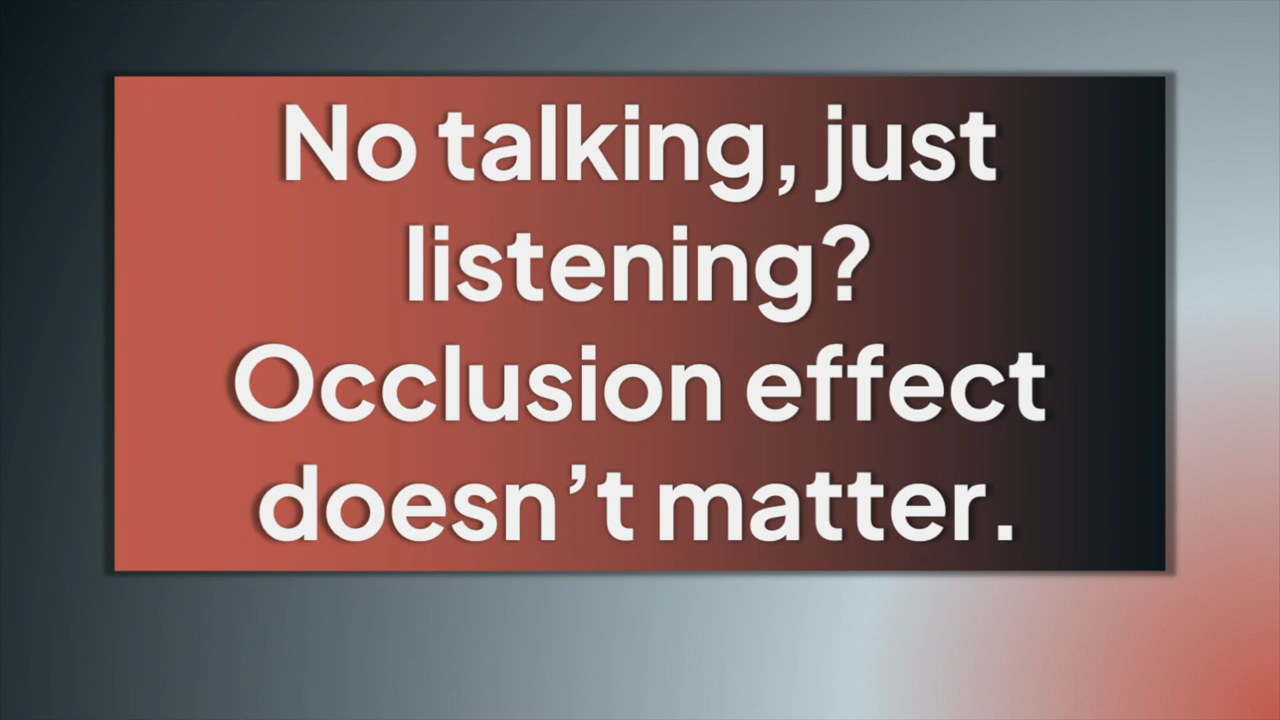 No talking, just
listening?
Occlusion effect
doesn’t matter.